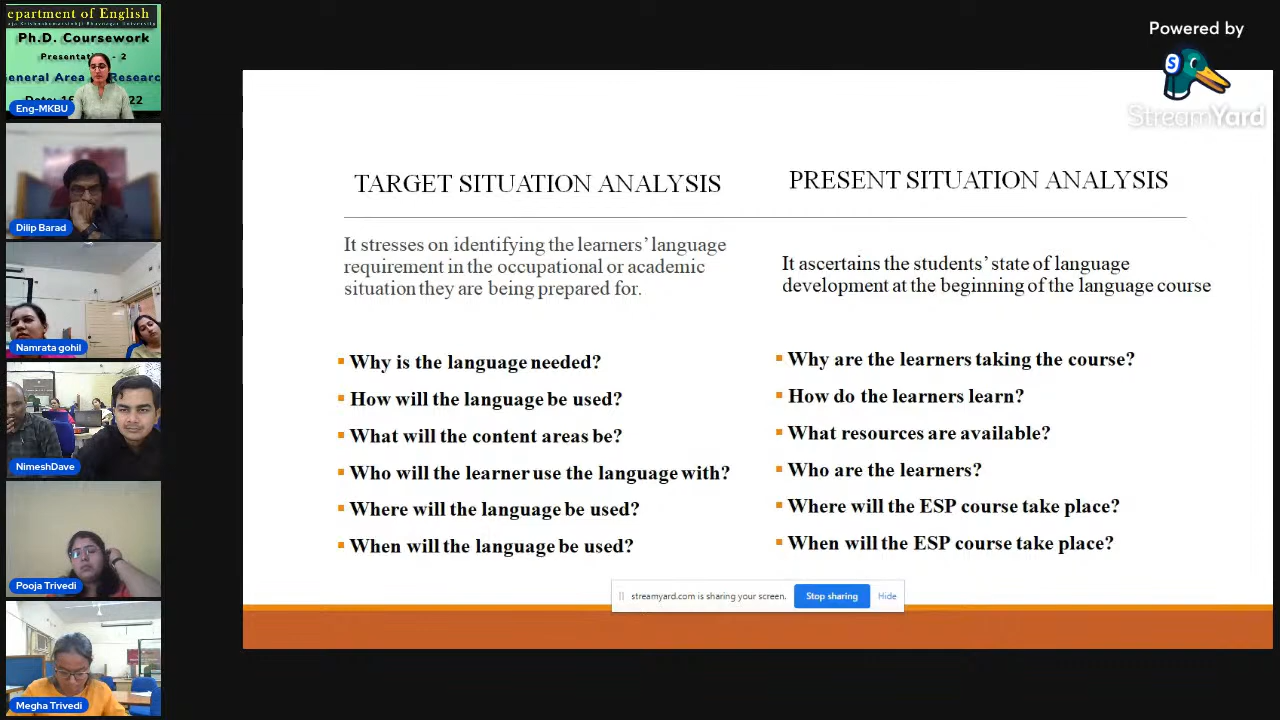 epartment of English
Ph.D. Coursework
Eng-MKBU
Dilip Barad
Namrata gohil
NimeshDave
Pooja Trivedi
Megha Trivedi
Powered by
StreamYard
TARGET SITUATION ANALYSIS
It stresses on identifying the learners' language
requirement in the occupational or academic
situation they are being prepared for.
Why is the language needed?
How will the language be used?
What will the content areas be?
Who will the learner use the language with?
Where will the language be used?
When will the language be used?
PRESENT SITUATION ANALYSIS
It ascertains the students' state of language
development at the beginning of the language course
Why are the learners taking the course?
How do the learners learn?
What resources are available?
Who are the learners?
Where will the ESP course take place?
When will the ESP course take place?
streamyard.com is sharing your screen.
Stop sharing
Hide